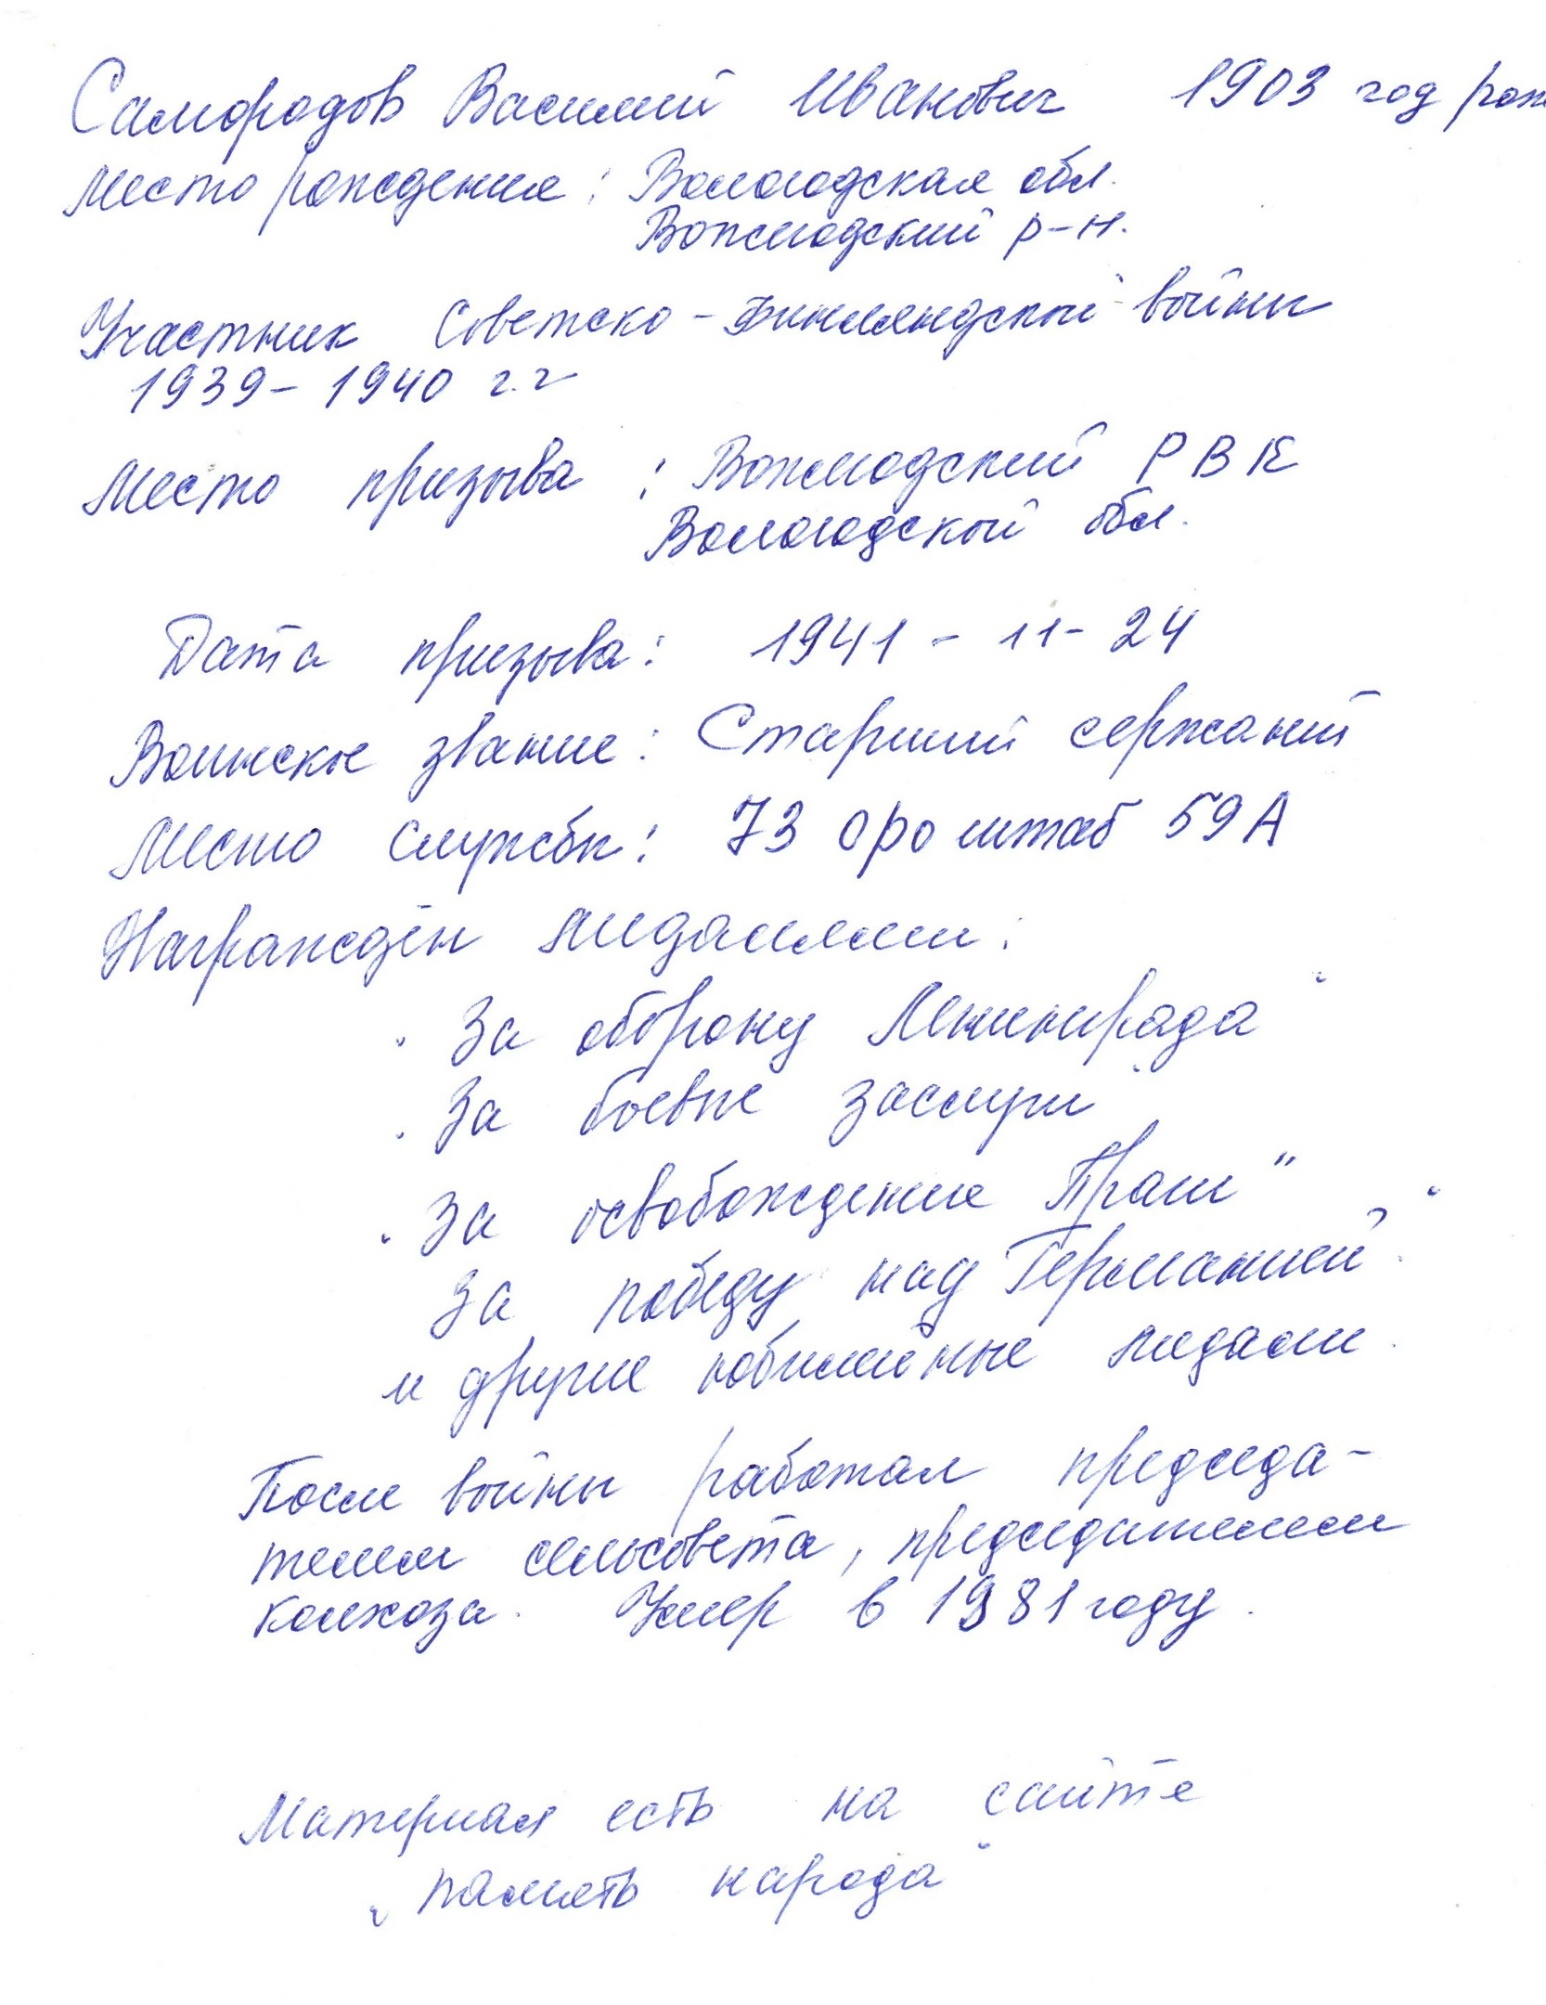 Самородов Василий Иванович 1903 год рож
Место рождения: Вологодская обл.
Вожегодский р-н.
Участник Советско-Финляндской войны
1939-1940 г.г
Место призыва: Вожегодский РВК
Вологодской обл.
Дата призыва: 1941-11-24
Воинское звание: Старший сержант
Место службы: 73 оро штаб 59А
Награждён медалями:
"За оборону Ленинграда"
"За боевые заслуги"
"За освобождение Праги"
За победу над Германией"
и другие юбилейные медали.
После войны работал председа-
телем сельсовета, председателем
колхоза. Умер в 1981 году.
Материал есть на сайте
"Память народа"